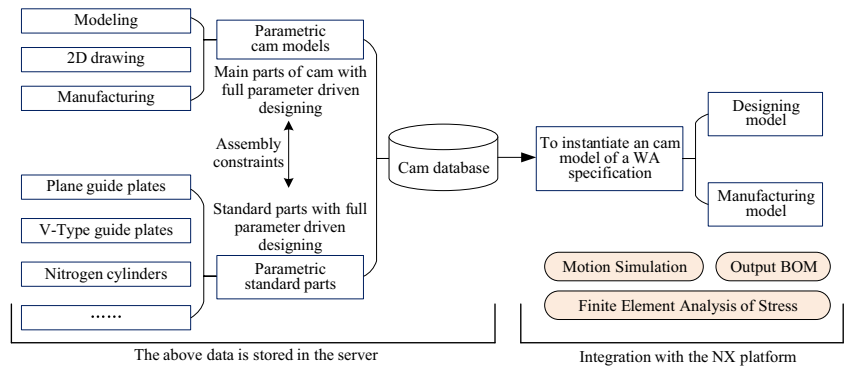 Modeling
2D drawing
Manufacturing
Parametric
cam models
Main parts of cam with
full parameter driven
designing
Assembly
constraints
Standard parts with full
parameter driven
designing
Plane guide plates
V-Type guide plates
Nitrogen cylinders
......
Parametric
standard parts
Cam database
To instantiate an cam
model of a WA
specification
Designing
model
Manufacturing
model
Motion Simulation
Output BOM
Finite Element Analysis of Stress
The above data is stored in the server
Integration with the NX platform